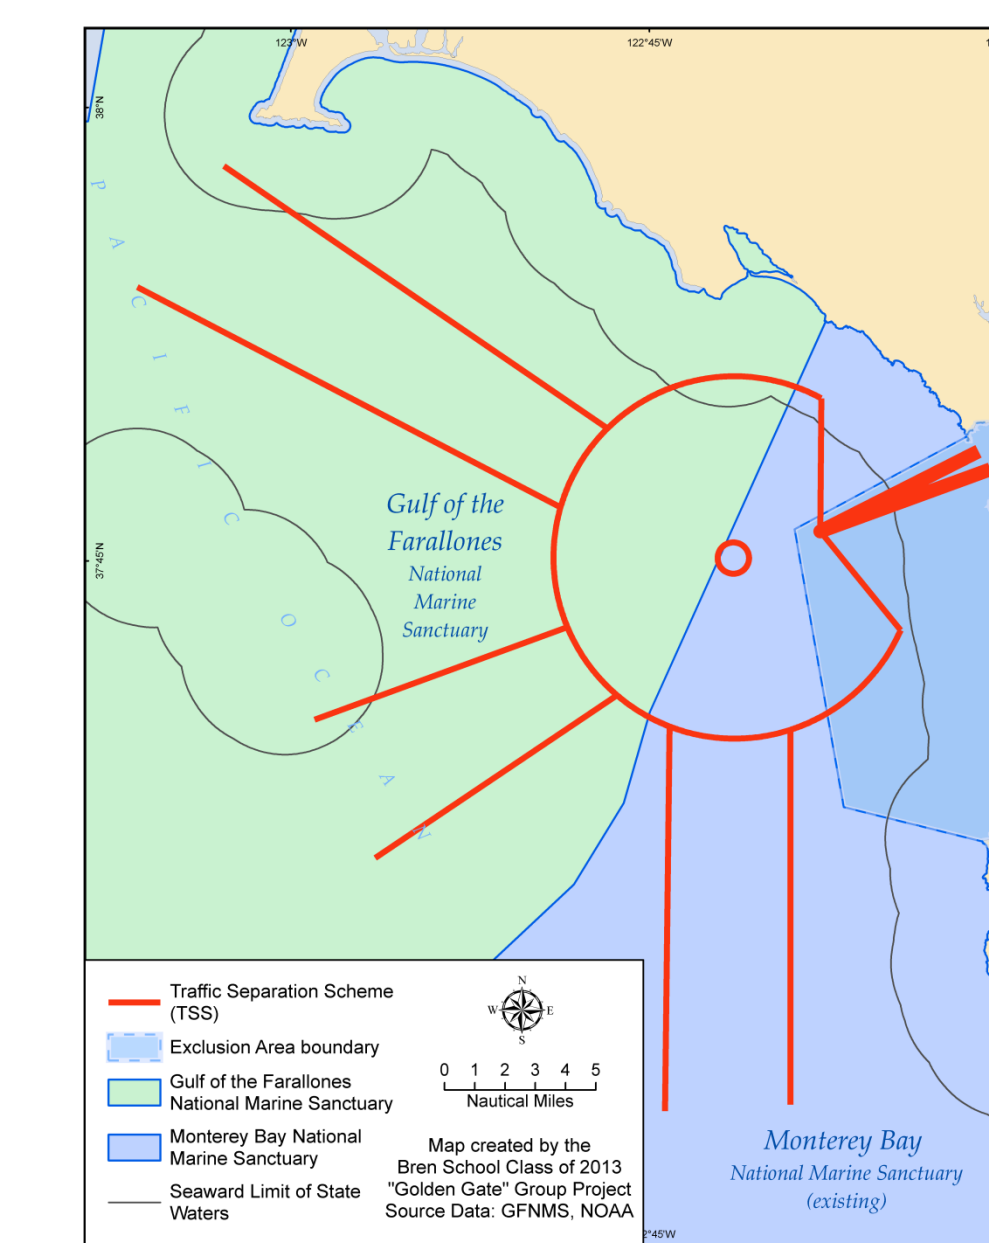 123°W
122°45'W
38°N
37°45'N
PACIFIC OCEAN
Gulf of the
Farallones
National
Marine
Sanctuary
Traffic Separation Scheme
(TSS)
Exclusion Area boundary
Gulf of the Farallones
National Marine Sanctuary
Monterey Bay National
Marine Sanctuary
Seaward Limit of State
Waters
N
W E
S
0 1 2 3 4 5
Nautical Miles
Map created by the
Bren School Class of 2013
"Golden Gate" Group Project
Source Data: GFNMS, NOAA
Monterey Bay
National Marine Sanctuary
(existing)
2°45'W